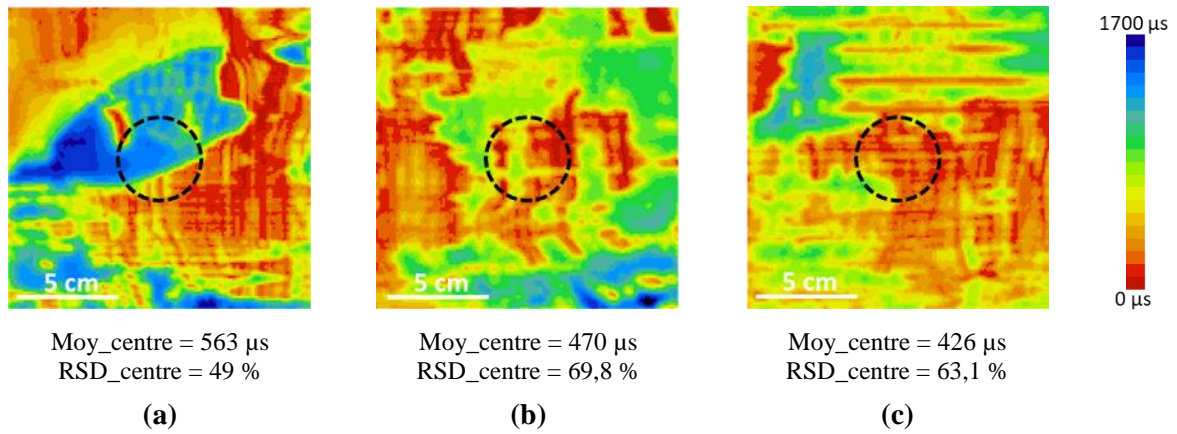 1700 µs
0 µs
5 cm
5 cm
5 cm
Moy_centre = 563 µs
RSD_centre = 49 %
(a)
Moy_centre = 470 µs
RSD_centre = 69,8 %
(b)
Moy_centre = 426 µs
RSD_centre = 63,1 %
(c)